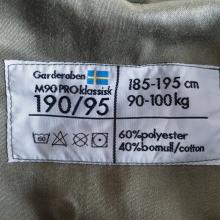 Garderoben
M90 PRO klassisk
190/95
185-195 cm
90-100 kg
60% polyester
40% bomull/cotton